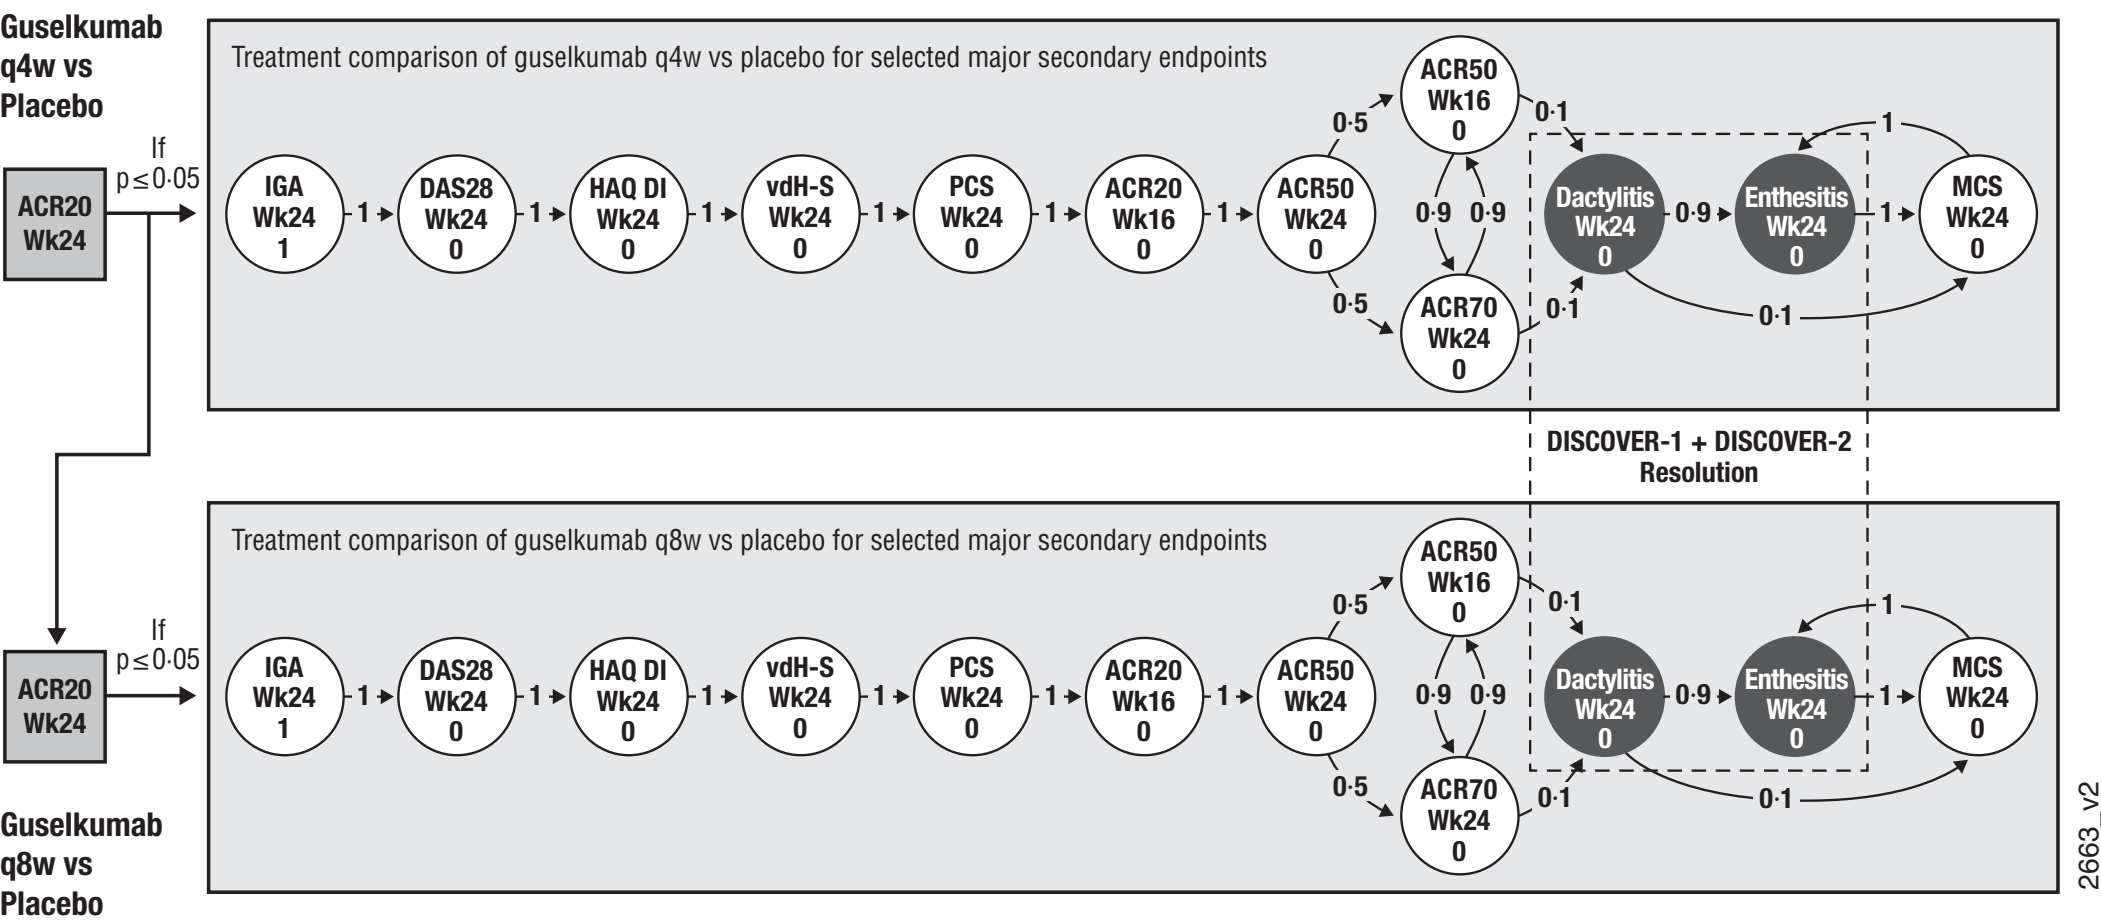 Guselkumab
q4w vs
Placebo
Treatment comparison of guselkumab q4w vs placebo for selected major secondary endpoints
If
p≤0·05
ACR20
Wk24
IGA
Wk24
1
1
DAS28
Wk24
0
1
HAQ DI
Wk24
0
1
vdH-S
Wk24
0
1
PCS
Wk24
0
1
ACR20
Wk16
0
1
ACR50
Wk24
0
0·5
0·5
ACR50
Wk16
0
0·9
0·9
ACR70
Wk24
0
0·1
0·1
Dactylitis
Wk24
0
0·9
Enthesitis
Wk24
0
1
1
0·1
MCS
Wk24
0
DISCOVER-1 + DISCOVER-2
Resolution
Treatment comparison of guselkumab q8w vs placebo for selected major secondary endpoints
If
p≤0·05
ACR20
Wk24
IGA
Wk24
1
1
DAS28
Wk24
0
1
HAQ DI
Wk24
0
1
vdH-S
Wk24
0
1
PCS
Wk24
0
1
ACR20
Wk16
0
1
ACR50
Wk24
0
0·5
0·5
ACR50
Wk16
0
0·9
0·9
ACR70
Wk24
0
0·1
0·1
Dactylitis
Wk24
0
0·9
Enthesitis
Wk24
0
1
1
0·1
MCS
Wk24
0
Guselkumab
q8w vs
Placebo
2663_v2